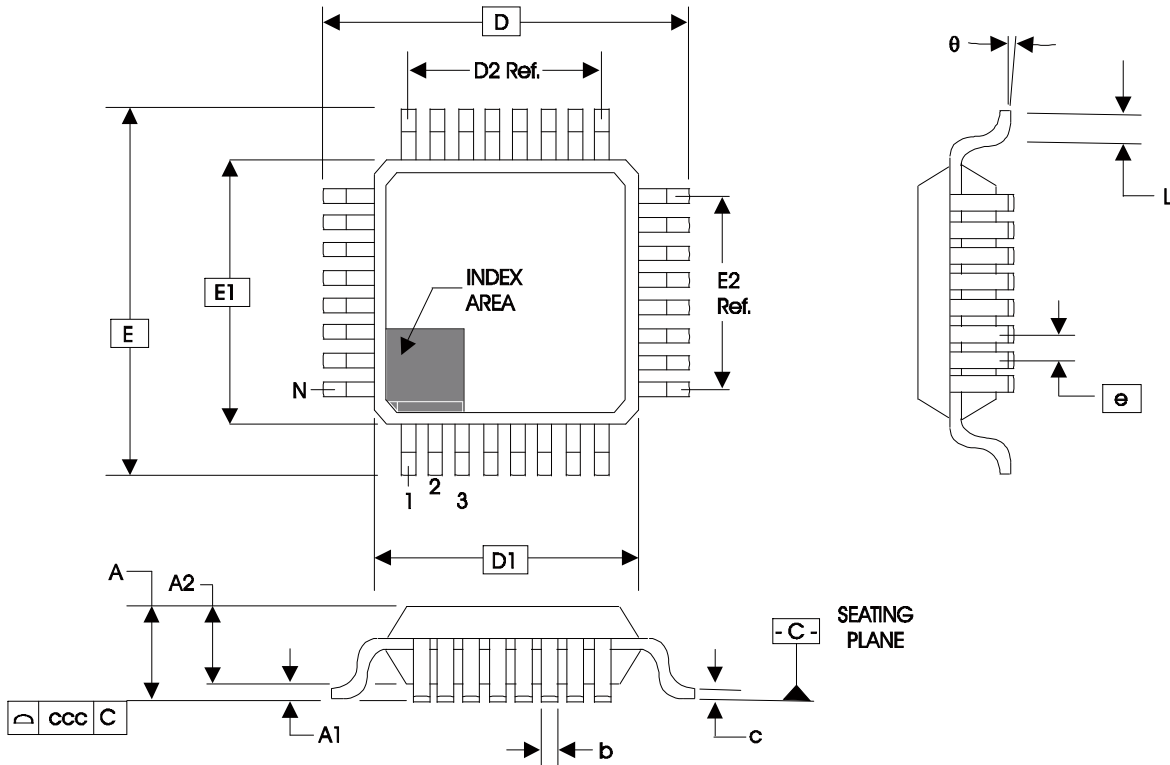 D
D2 Ref.
θ
L
INDEX
AREA
E2
Ref.
E1
E
N
e
1
2
3
D1
A
A2
SEATING
PLANE
- C -
ccc C
A1
b
c